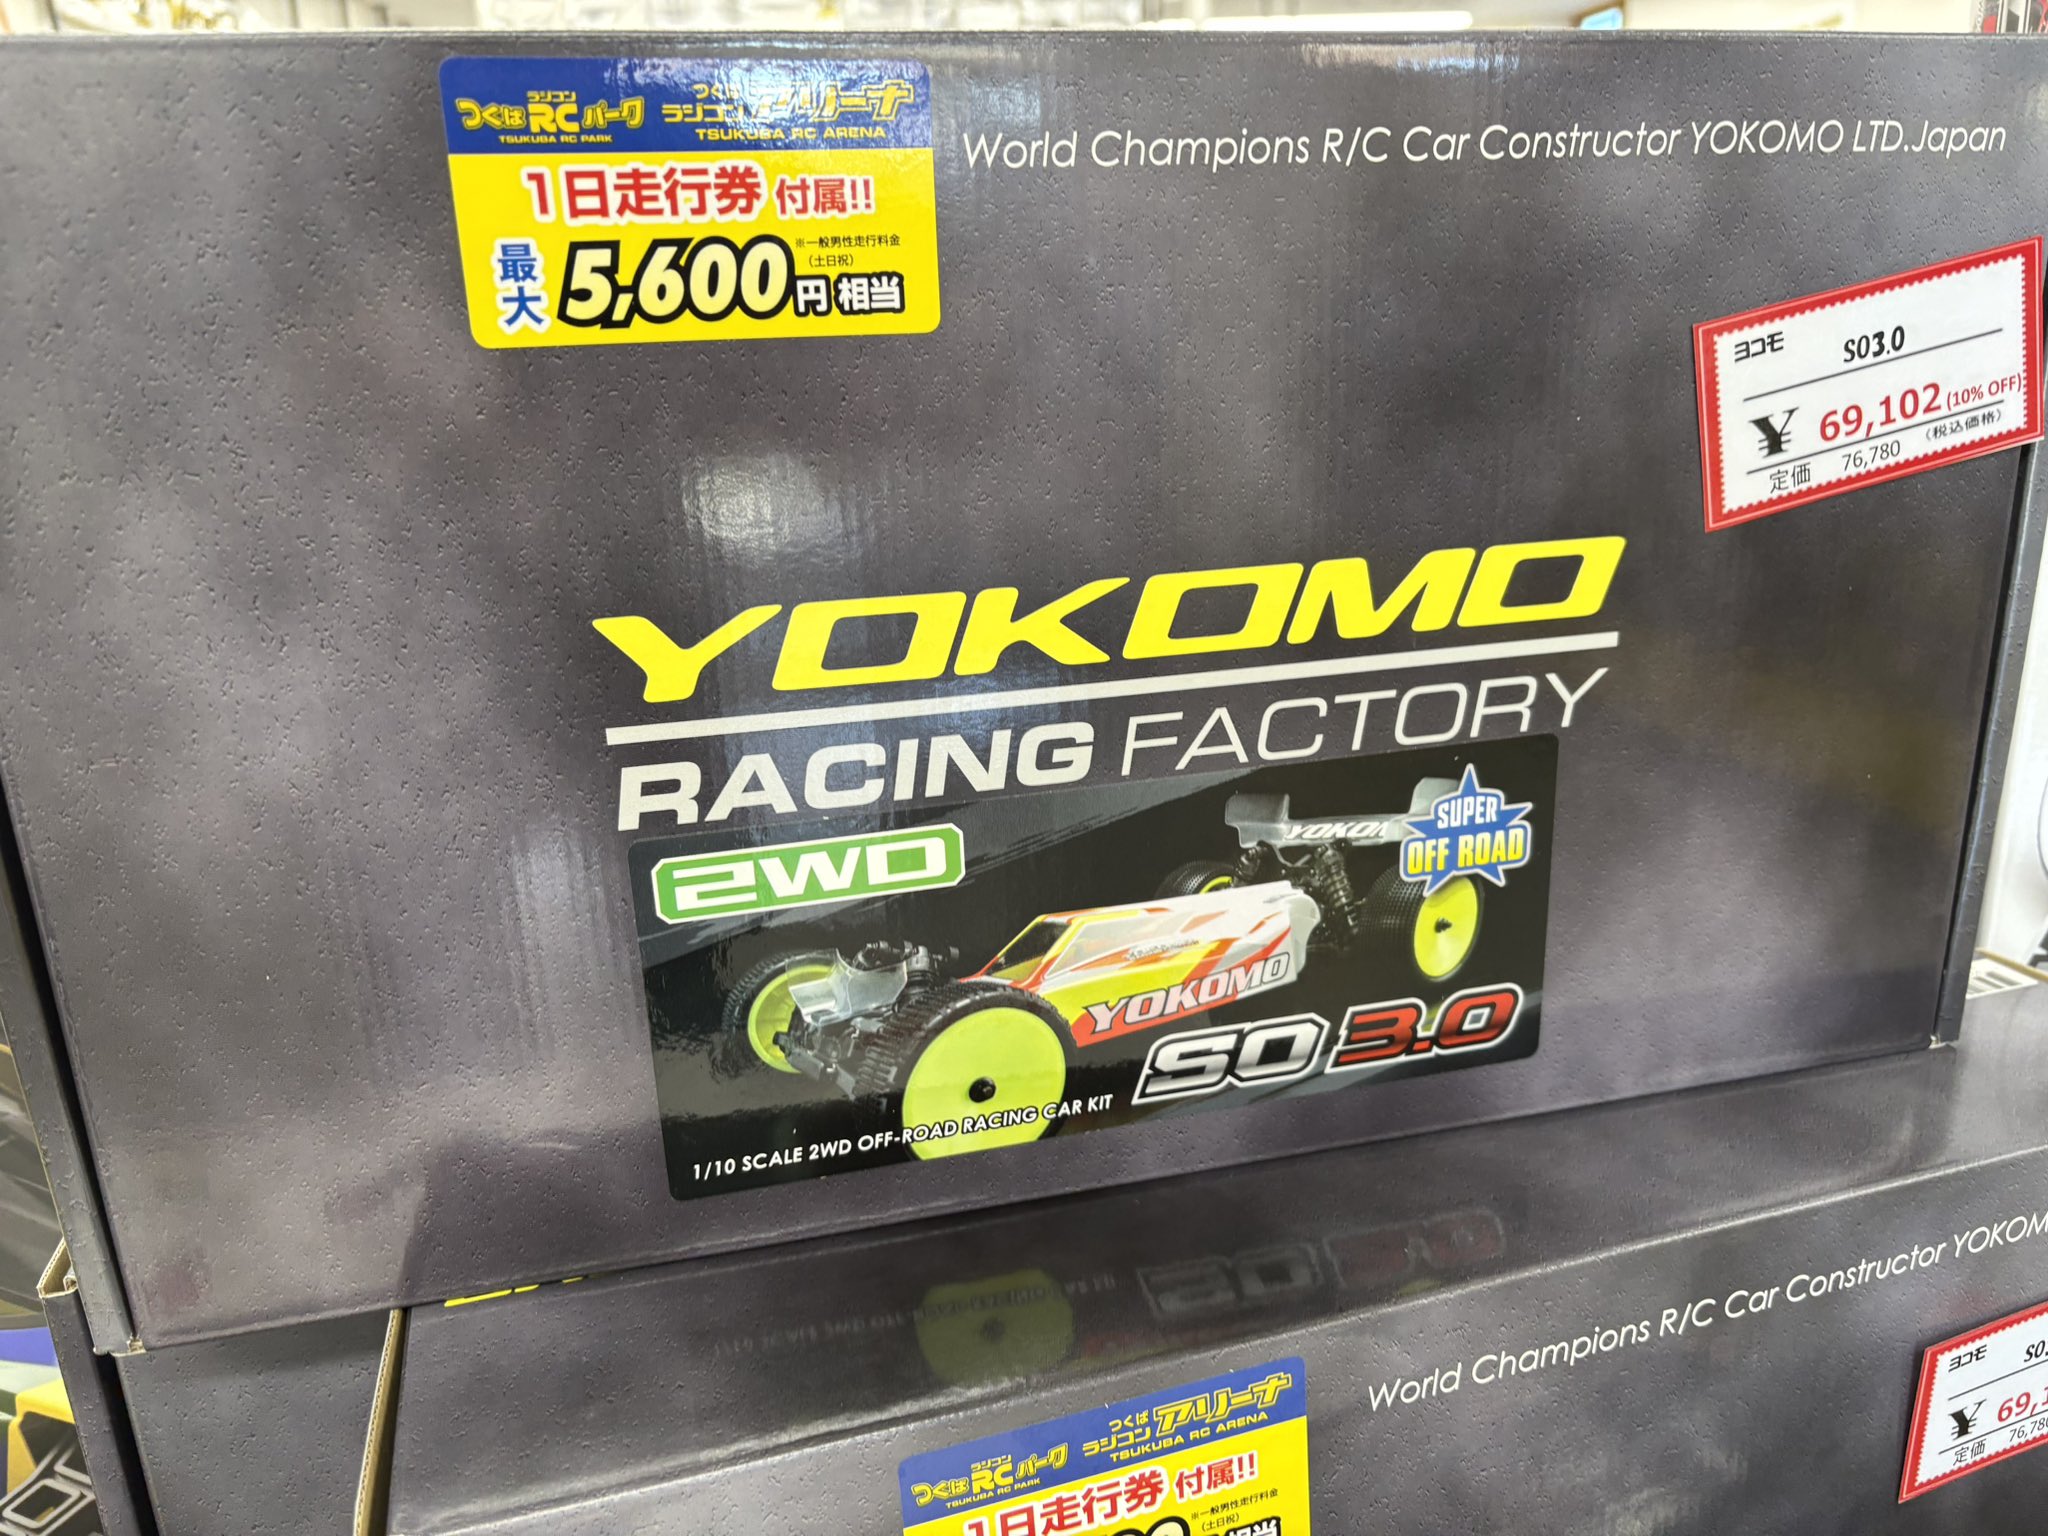 ラジコン
つくばRCパーク
TSUKUBA RC PARK
つくば
ラジコンアリーナ
TSUKUBA RC ARENA
1日走行券 付属!!
最大 5,600円 相当
※一般男性走行料金
(土日祝)
World Champions R/C Car Constructor YOKOMO LTD.Japan
ヨコモ SO3.0
¥ 69,102 (10% OFF)
(税込価格)
定価 76,780
YOKOMO
RACING FACTORY
2WD
SUPER
OFF ROAD
YOKOMO
SO 3.0
1/10 SCALE 2WD OFF-ROAD RACING CAR KIT
World Champions R/C Car Constructor
ヨコモ
¥
定価
ラジコン
つくばRCパーク
TSUKUBA RC PARK
つくば
ラジコンアリーナ
TSUKUBA RC ARENA
1日走行券 付属!!
※一般男性走行料金
(土日祝)